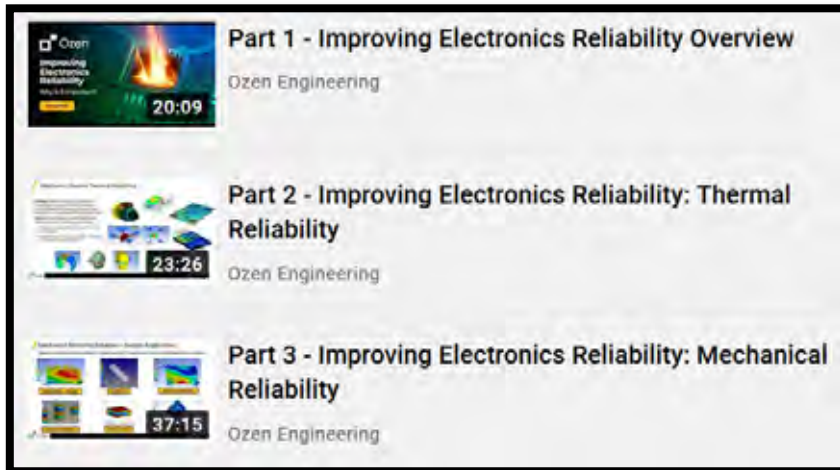 Ozen
Improving
Electronics
Reliability
20:09
Part 1 - Improving Electronics Reliability Overview
Ozen Engineering
23:26
Part 2 - Improving Electronics Reliability: Thermal
Reliability
Ozen Engineering
37:15
Part 3 - Improving Electronics Reliability: Mechanical
Reliability
Ozen Engineering